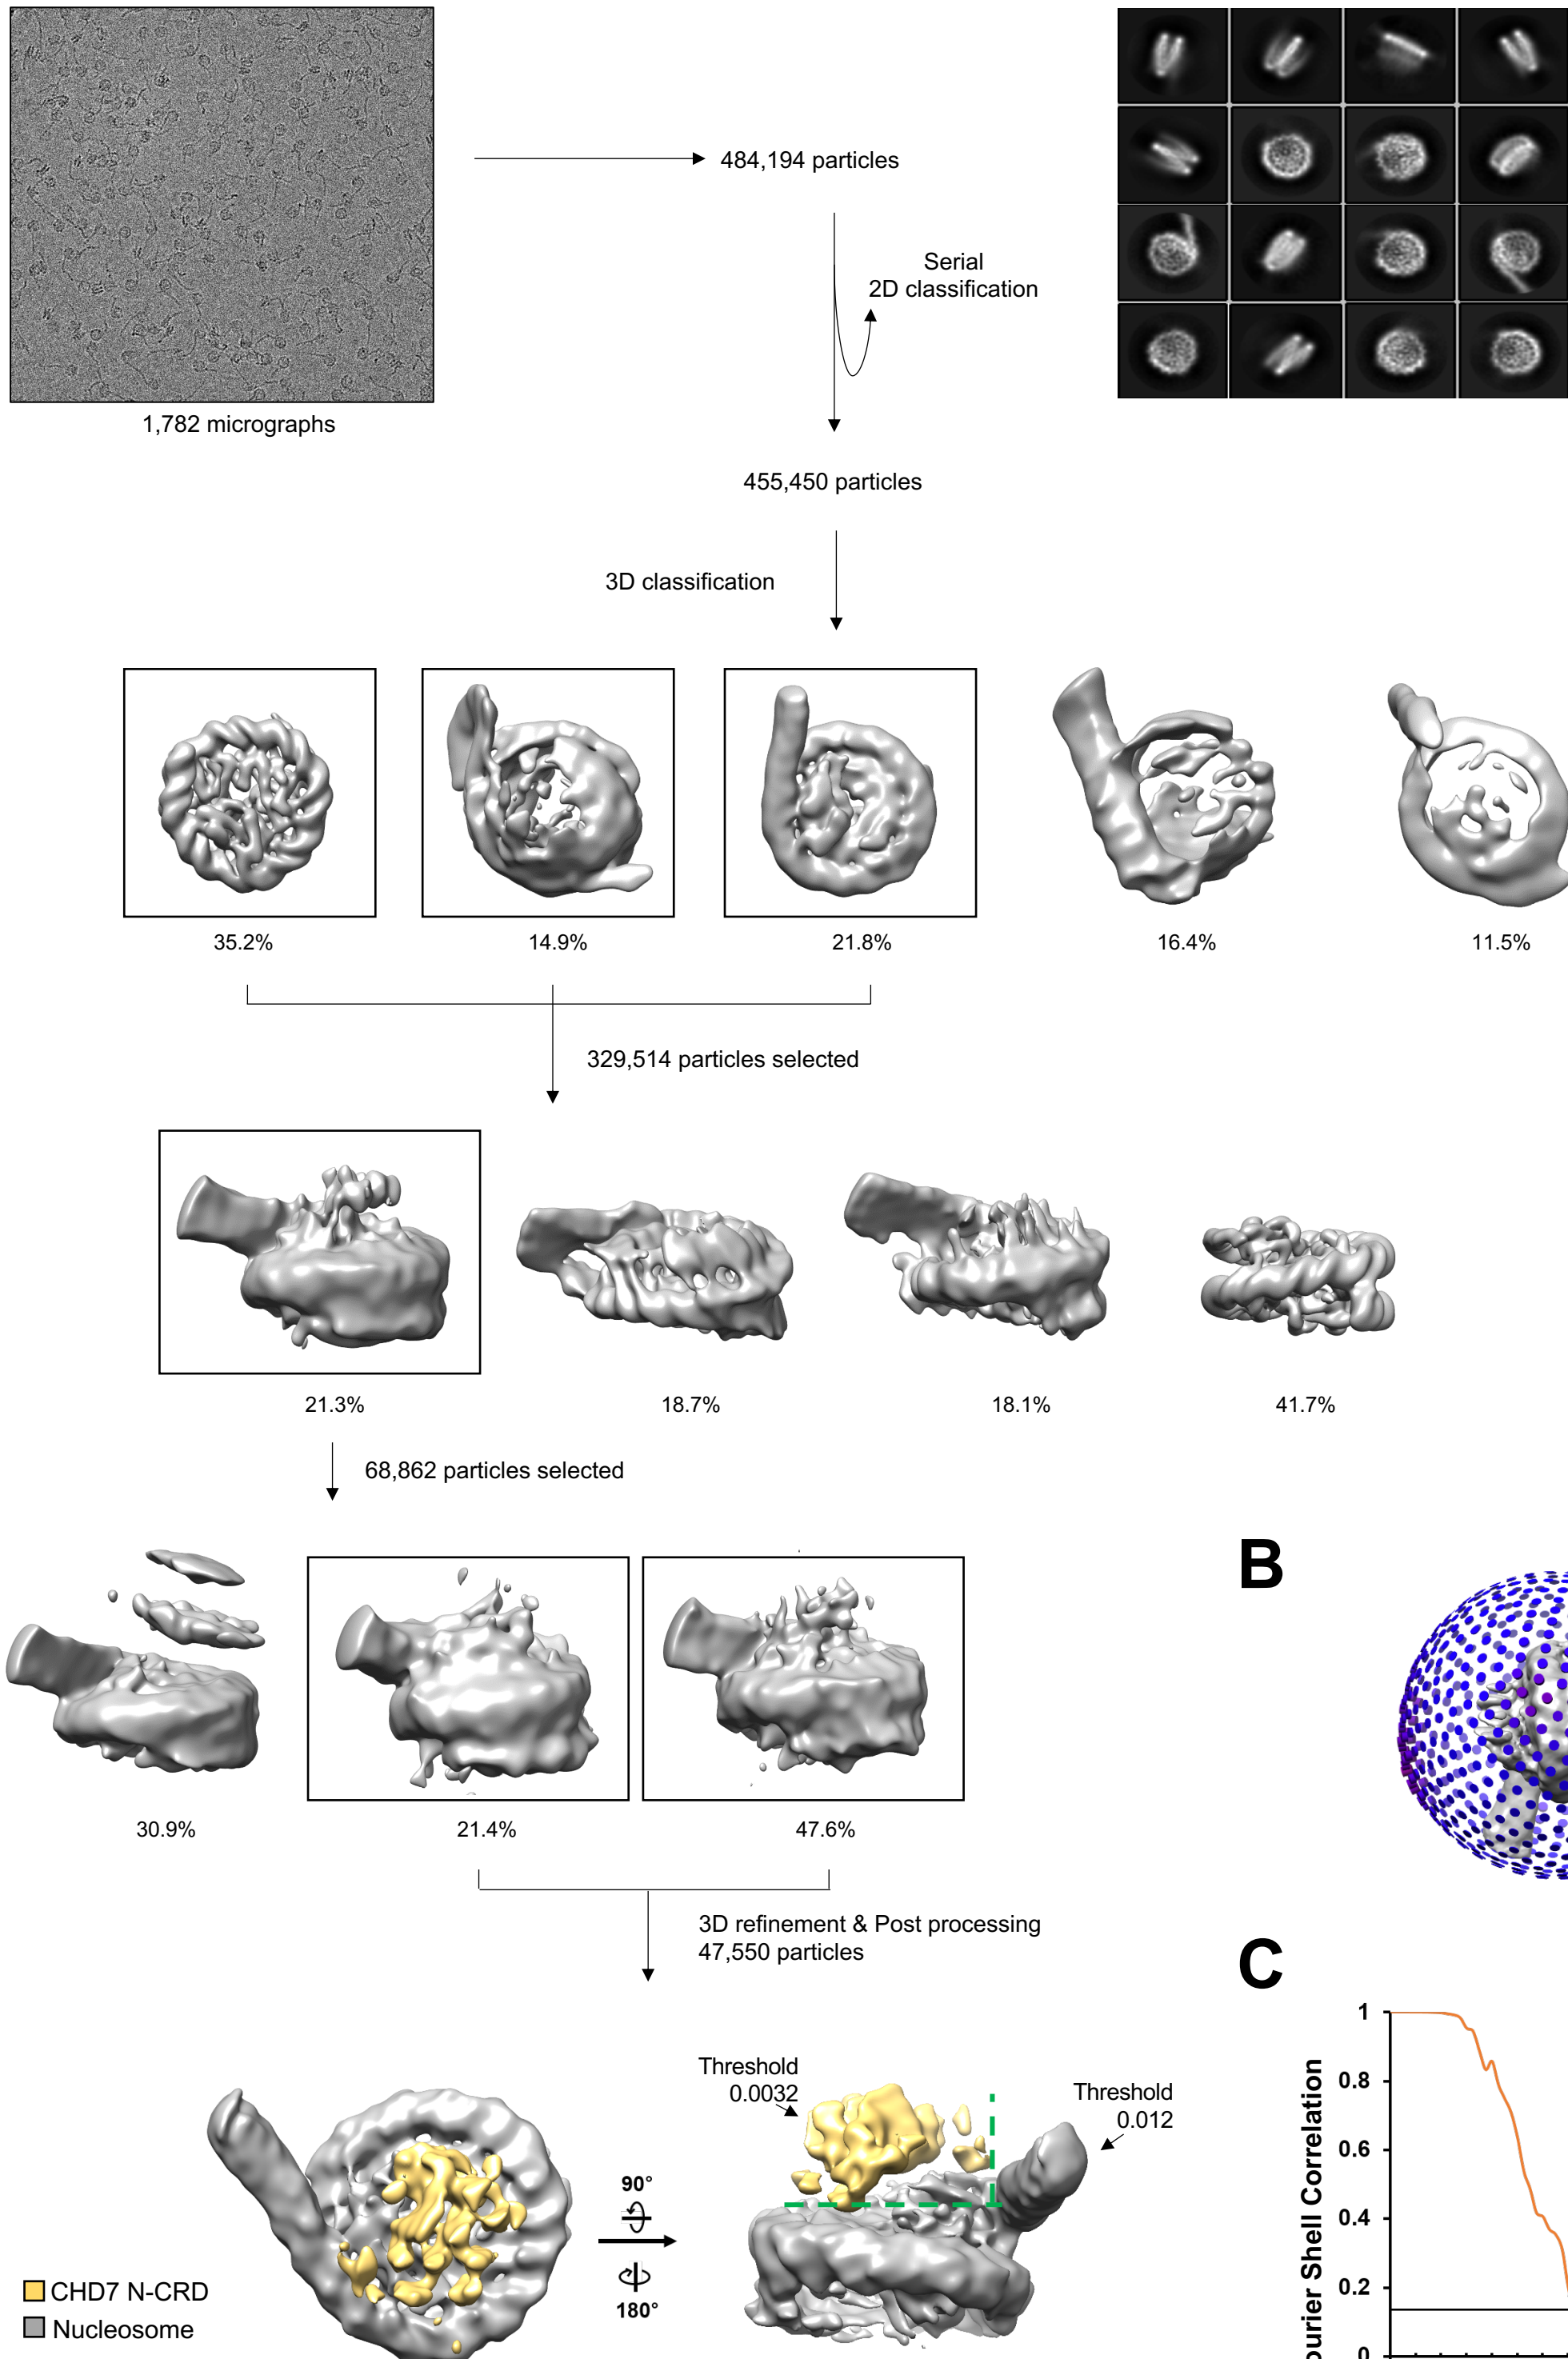 484,194 particles
Serial
2D classification
1,782 micrographs
455,450 particles
3D classification
35.2%
14.9%
21.8%
16.4%
11.5%
329,514 particles selected
21.3%
18.7%
18.1%
41.7%
68,862 particles selected
B
30.9%
21.4%
47.6%
3D refinement & Post processing
47,550 particles
C
Threshold
0.0032
Threshold
0.012
90°
180°
CHD7 N-CRD
Nucleosome
1
0.8
0.6
0.4
0.2
0
ourier Shell Correlation